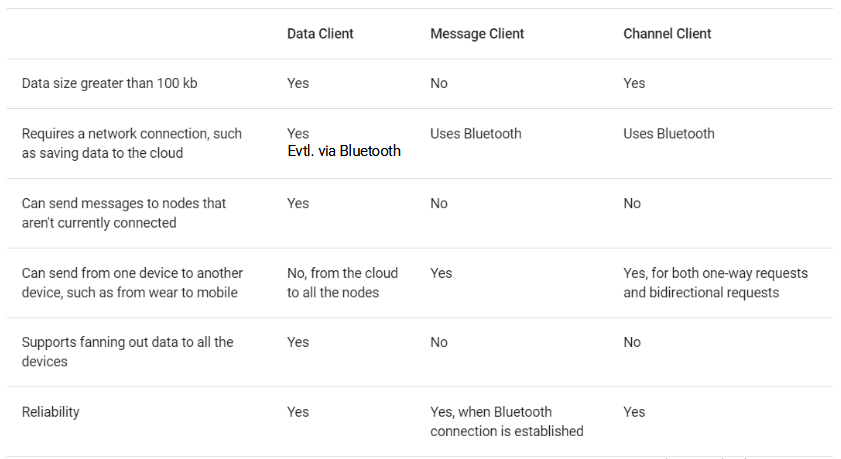 Data Client Message Client Channel Client
Data size greater than 100 kb Yes No Yes
Requires a network connection, such Yes Uses Bluetooth Uses Bluetooth
as saving data to the cloud Evtl. via Bluetooth
Can send messages to nodes that Yes No No
aren't currently connected
Can send from one device to another No, from the cloud Yes Yes, for both one-way requests
device, such as from wear to mobile to all the nodes and bidirectional requests
Supports fanning out data to all the Yes No No
devices
Reliability Yes Yes, when Bluetooth Yes
connection is established